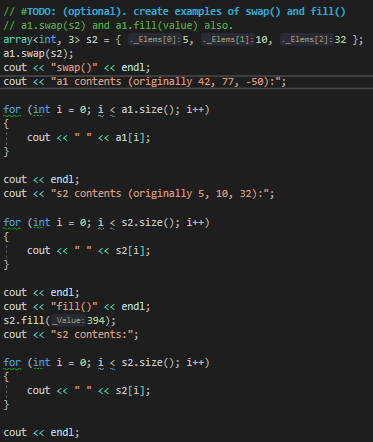 // #TODO: (optional). create examples of swap() and fill()
// a1.swap(s2) and a1.fill(value) also.
array<int, 3> s2 = { _Elems[0]: 5, _Elems[1]: 10, _Elems[2]: 32 };
a1.swap(s2);
cout << "swap()" << endl;
cout << "a1 contents (originally 42, 77, -50):";
for (int i = 0; i < a1.size(); i++)
{
cout << " " << a1[i];
}
cout << endl;
cout << "s2 contents (originally 5, 10, 32):";
for (int i = 0; i < s2.size(); i++)
{
cout << " " << s2[i];
}
cout << endl;
cout << "fill()" << endl;
s2.fill(_Value: 394);
cout << "s2 contents:";
for (int i = 0; i < s2.size(); i++)
{
cout << " " << s2[i];
}
cout << endl;